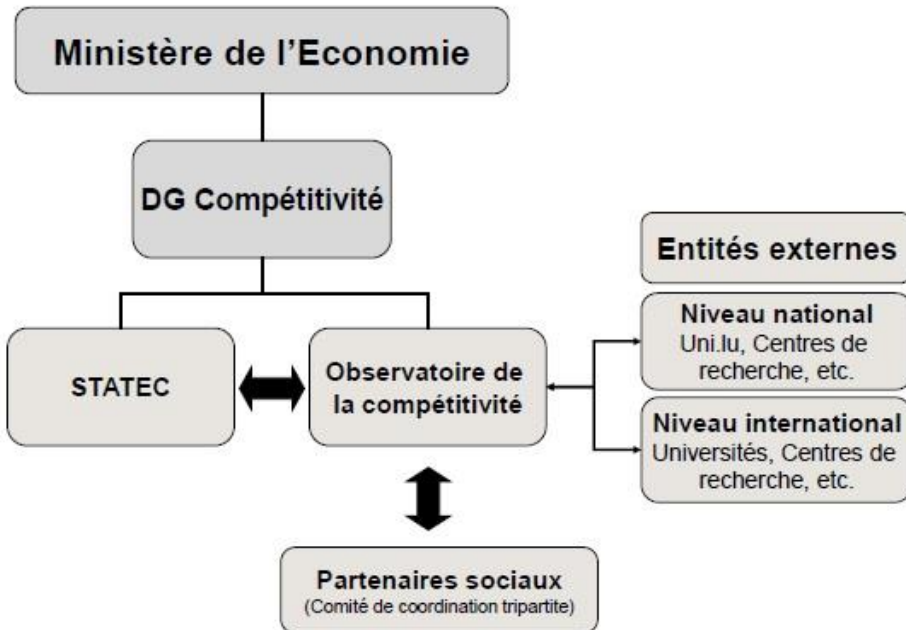 Ministère de l'Economie
DG Compétitivité
Entités externes
Niveau national
Uni.lu, Centres de
recherche, etc.
STATEC
Observatoire de
la compétitivité
Niveau international
Universités, Centres de
recherche, etc.
Partenaires sociaux
(Comité de coordination tripartite)